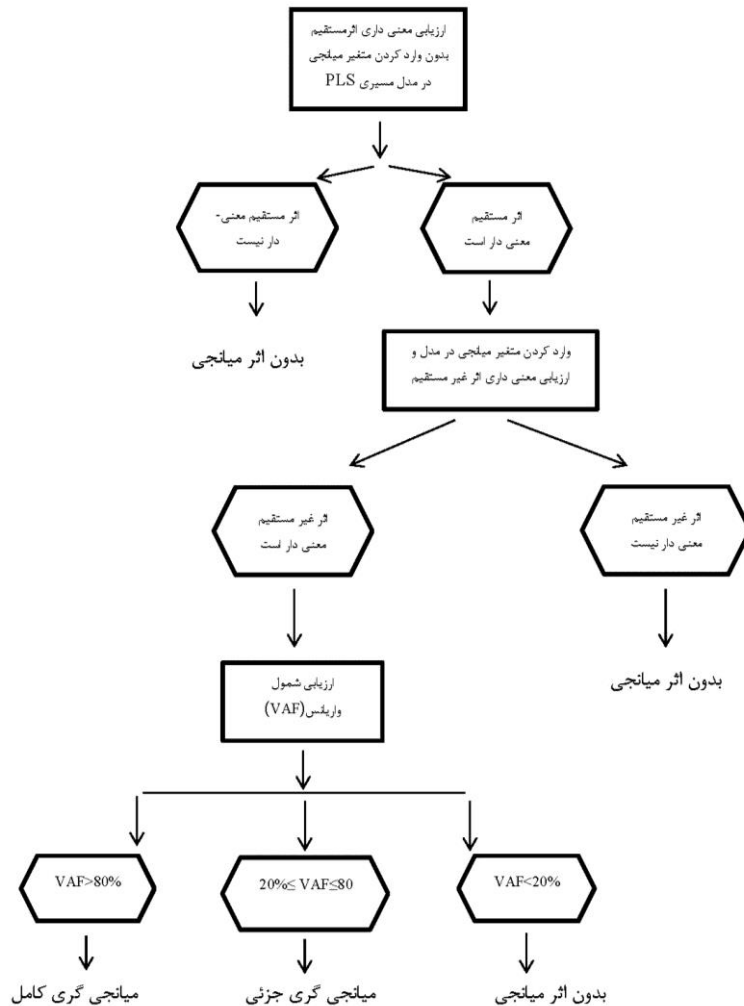 ارزیابی معنی داری اثرمستقیم
بدون وارد کردن متغیر میانجی
در مدل مسیری PLS
اثر مستقیم
معنی دار است
اثر مستقیم معنی-
دار نیست
بدون اثر میانجی
وارد کردن متغیر میانجی در مدل و
ارزیابی معنی داری اثر غیر مستقیم
اثر غیر مستقیم
معنی دار نیست
اثر غیر مستقیم
معنی دار است
بدون اثر میانجی
ارزیابی شمول
واریانس(VAF)
VAF<20%
20%≤ VAF≤80
VAF>80%
بدون اثر میانجی
میانجی گری جزئی
میانجی گری کامل